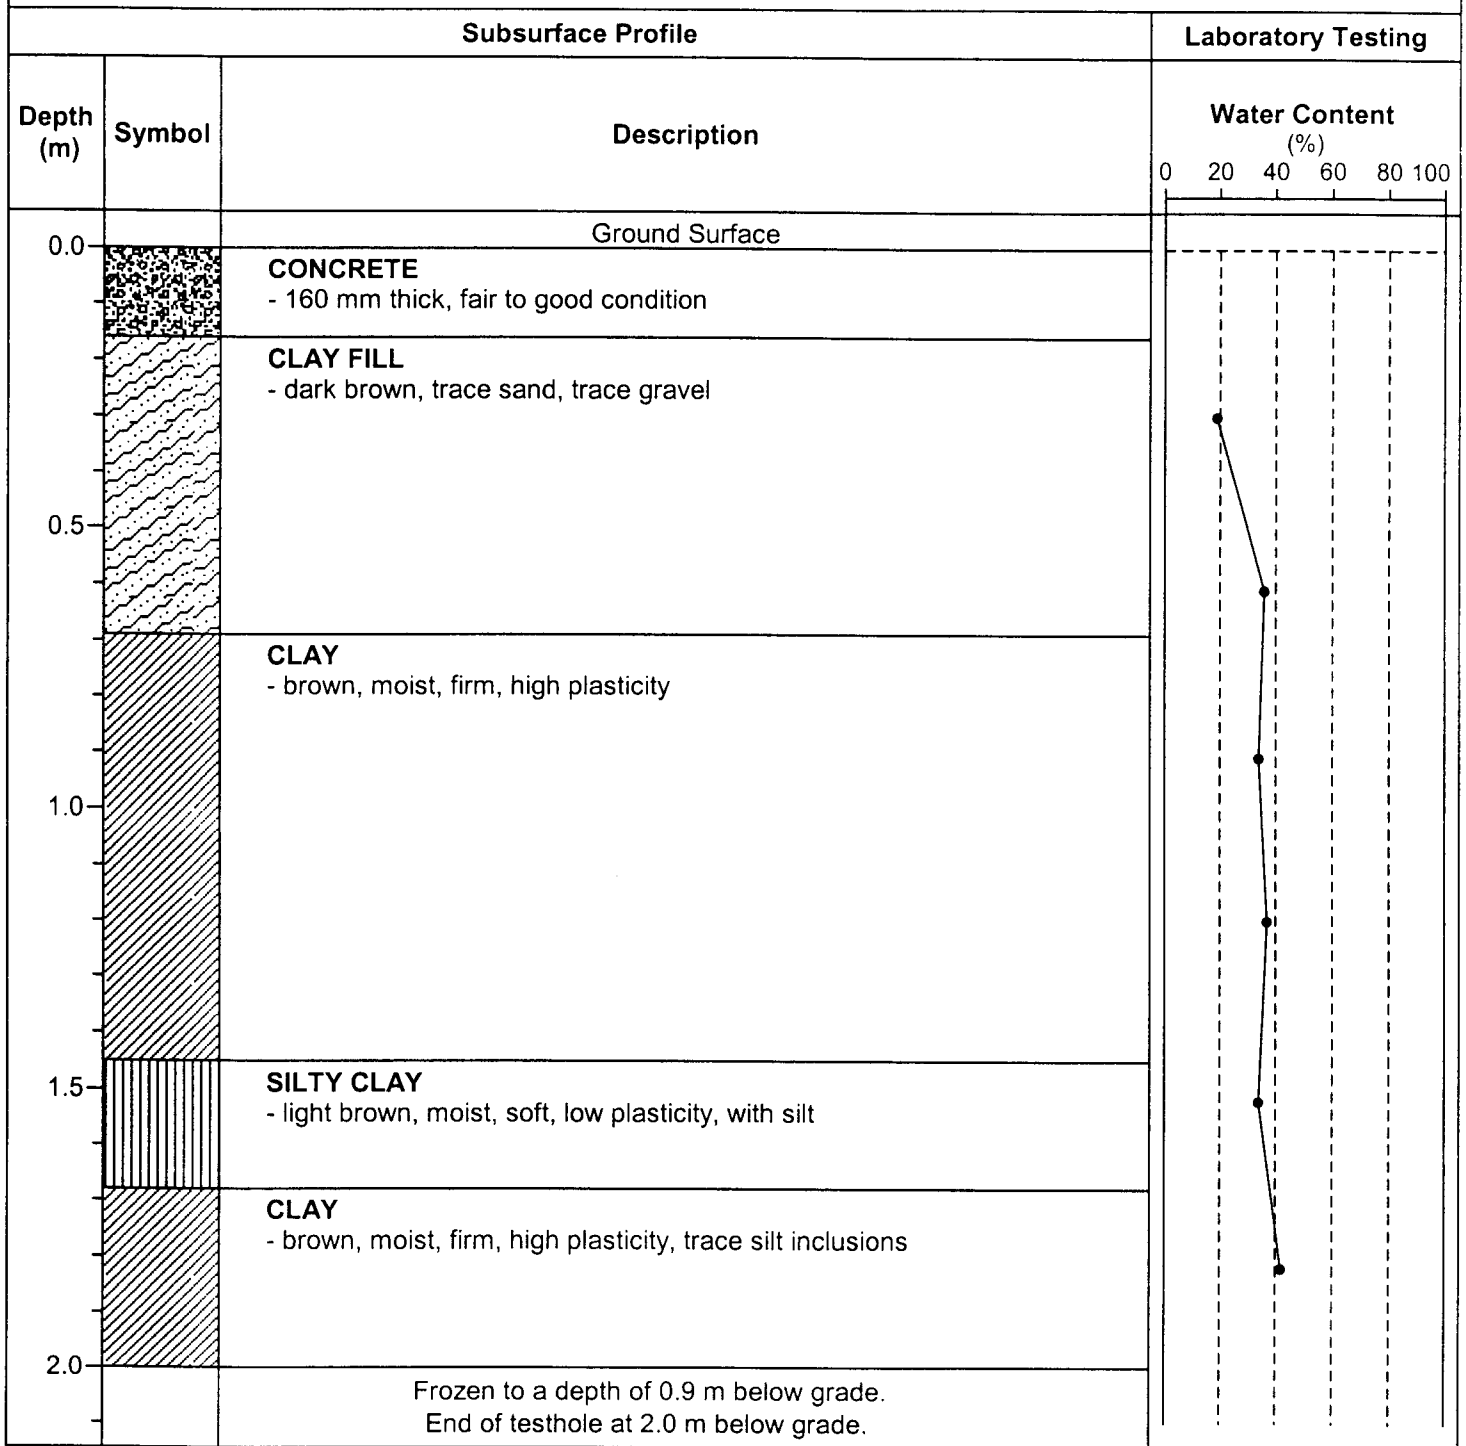 Subsurface Profile
Laboratory Testing
Depth
(m)
Symbol
Description
Water Content
(%)
0 20 40 60 80 100
Ground Surface
0.0
CONCRETE
- 160 mm thick, fair to good condition
CLAY FILL
- dark brown, trace sand, trace gravel
0.5
CLAY
- brown, moist, firm, high plasticity
1.0
SILTY CLAY
1.5
- light brown, moist, soft, low plasticity, with silt
CLAY
- brown, moist, firm, high plasticity, trace silt inclusions
2.0
Frozen to a depth of 0.9 m below grade.
End of testhole at 2.0 m below grade.